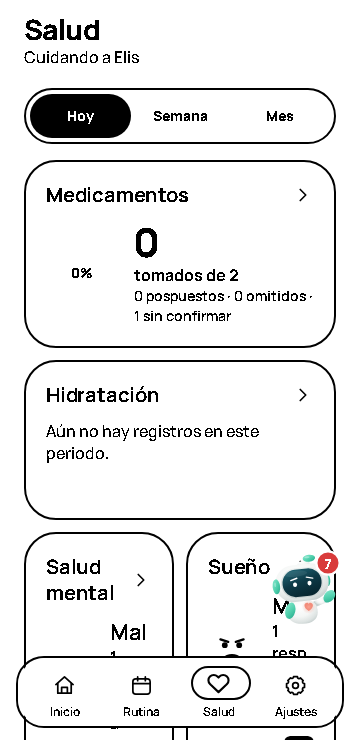 Salud
Cuidando a Elis
Hoy
Semana
Mes
Medicamentos
0%
0
tomados de 2
0 pospuestos · 0 omitidos ·
1 sin confirmar
Hidratación
Aún no hay registros en este
periodo.
Salud
mental
Mal
Sueño
7
1
resp
Inicio
Rutina
Salud
Ajustes